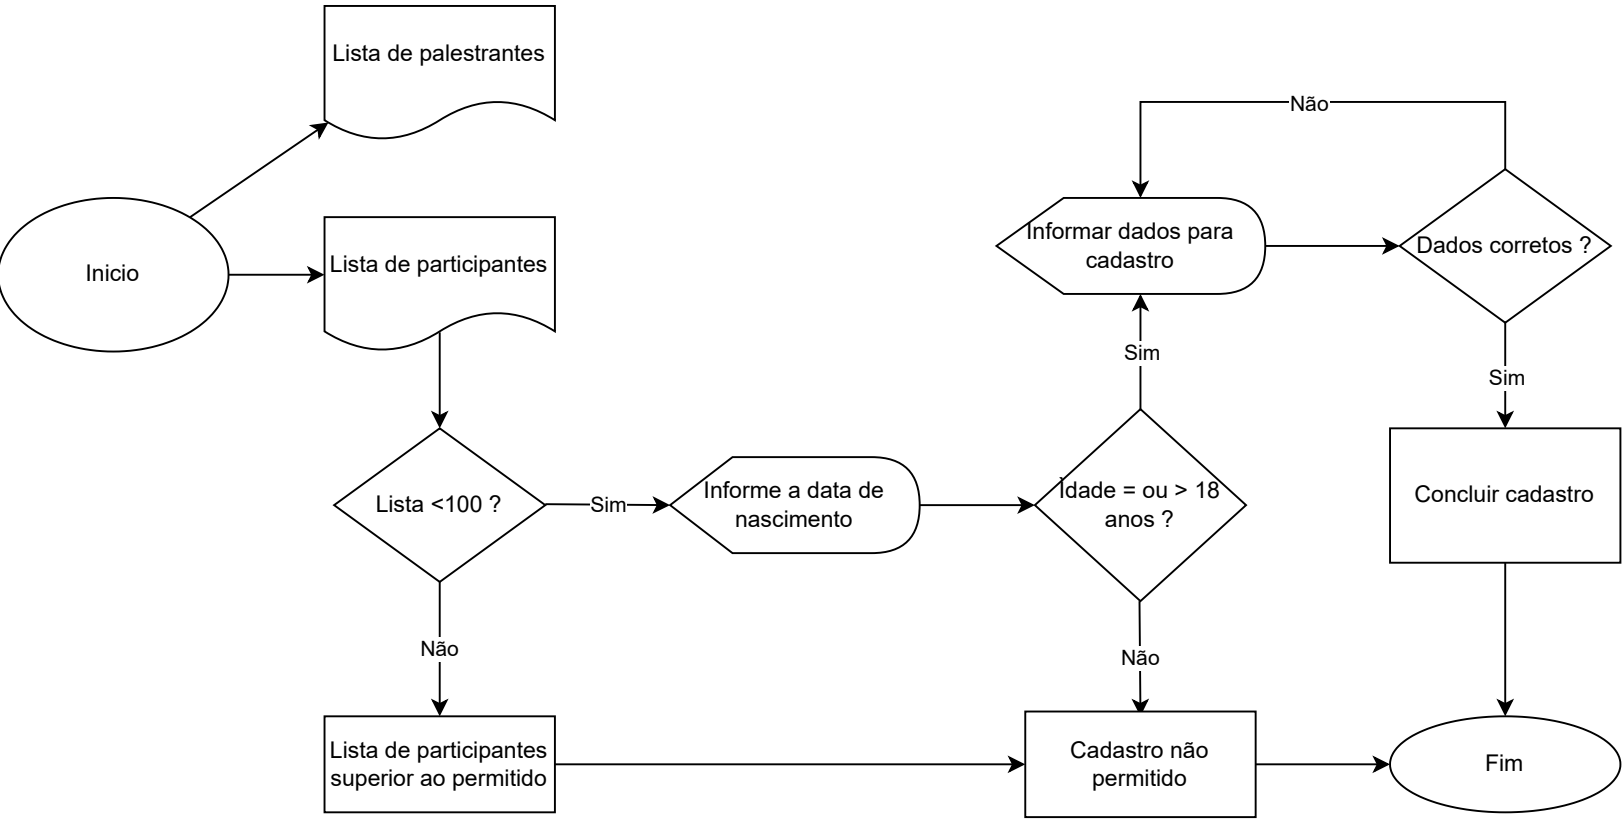 Lista de palestrantes
Não
Inicio
Lista de participantes
Informar dados para
cadastro
Dados corretos ?
Sim
Sim
Lista <100 ?
Sim
Informe a data de
nascimento
Idade = ou > 18
anos ?
Concluir cadastro
Não
Não
Lista de participantes
superior ao permitido
Cadastro não
permitido
Fim